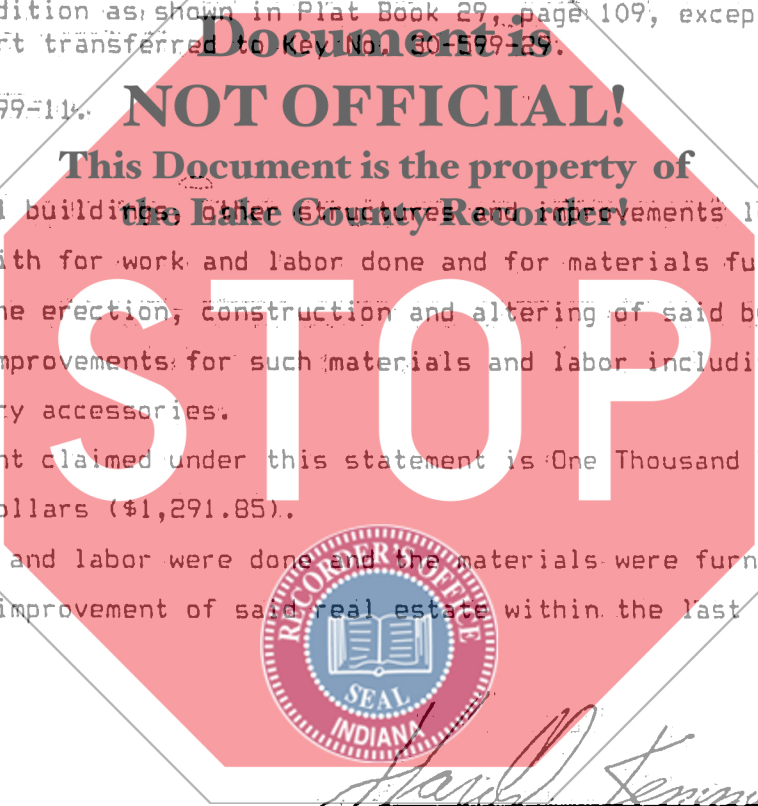 dition as shown in Plat Book 29, page 109, excep
rt transferred to Key No. 30-599-29.
Document is
99-11.
NOT OFFICIAL!
This Document is the property of
the Lake County Recorder!
l buildings, other structures and improvements l
ith for work and labor done and for materials fu
ne erection, construction and altering of said b
STOP
mprovements for such materials and labor includi
ry accessories.
nt claimed under this statement is One Thousand
ollars ($1,291.85).
and labor were done and the materials were furn
improvement of said real estate within the last
RECORDER'S OFFICE
SEAL
INDIANA